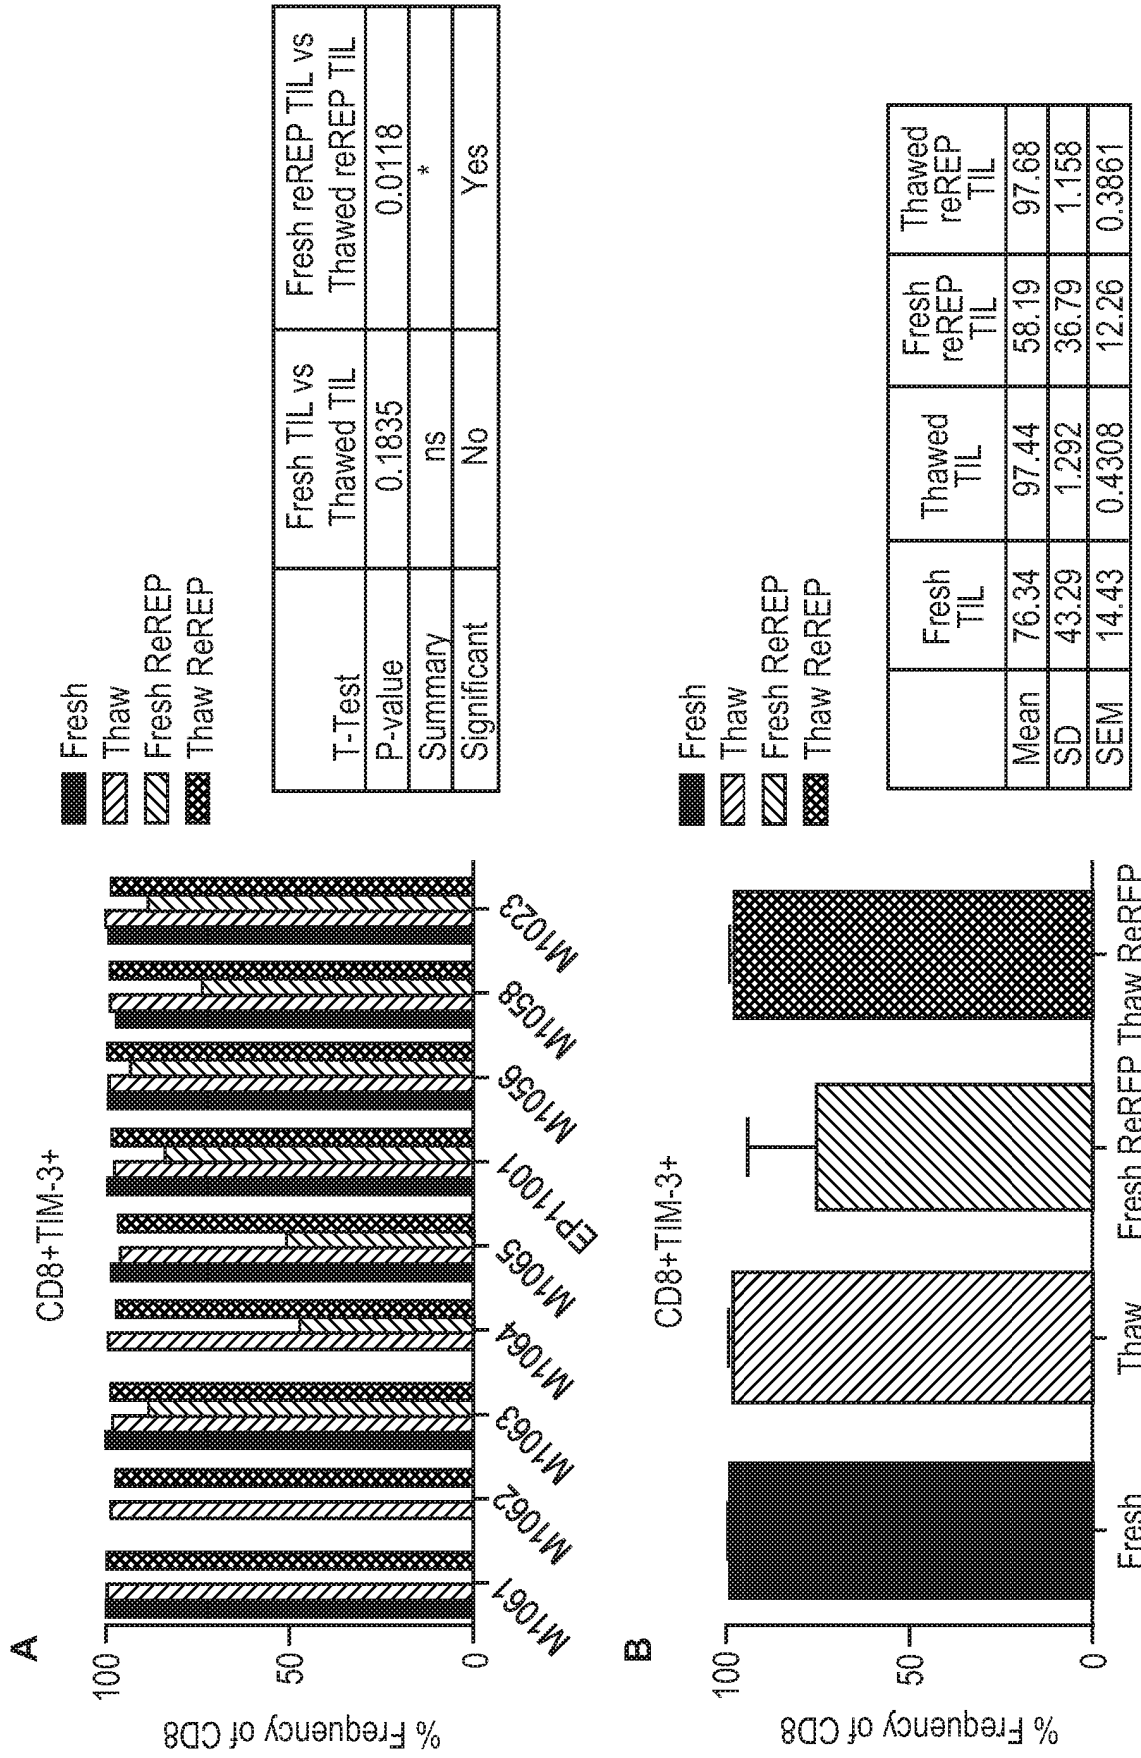 A
CD8+TIM-3+
% Frequency of CD8
100
50
0
M1061
M1062
M1063
M1064
M1065
EP11001
M1056
M1058
M1023
Fresh
Thaw
Fresh ReREP
Thaw ReREP
T-Test | Fresh TIL vs Thawed TIL | Fresh reREP TIL vs Thawed reREP TIL
P-value | 0.1835 | 0.0118
Summary | ns | *
Significant | No | Yes
B
CD8+TIM-3+
% Frequency of CD8
100
50
0
Fresh
Thaw
Fresh ReREP
Thaw ReREP
Fresh
Thaw
Fresh ReREP
Thaw ReREP
Fresh TIL | Thawed TIL | Fresh reREP TIL | Thawed reREP TIL
Mean | 76.34 | 97.44 | 58.19 | 97.68
SD | 43.29 | 1.292 | 36.79 | 1.158
SEM | 14.43 | 0.4308 | 12.26 | 0.3861